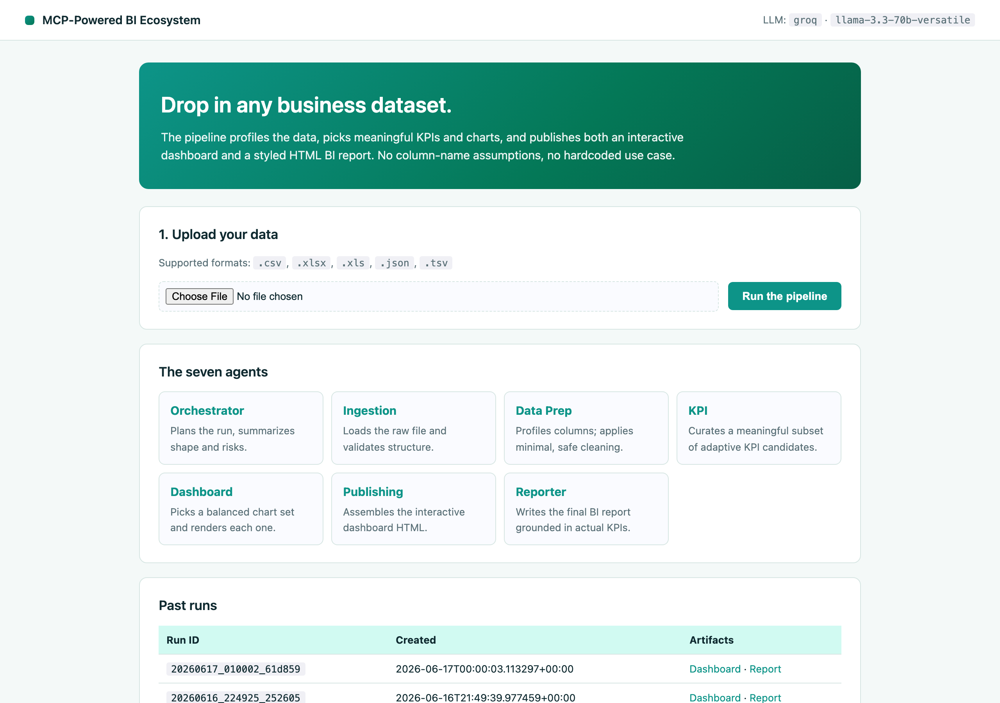 MCP-Powered BI Ecosystem
LLM: groq · llama-3.3-70b-versatile
Drop in any business dataset.
The pipeline profiles the data, picks meaningful KPIs and charts, and publishes both an interactive
dashboard and a styled HTML BI report. No column-name assumptions, no hardcoded use case.
1. Upload your data
Supported formats: .csv, .xlsx, .xls, .json, .tsv
Choose File No file chosen
Run the pipeline
The seven agents
Orchestrator
Plans the run, summarizes
shape and risks.
Ingestion
Loads the raw file and
validates structure.
Data Prep
Profiles columns; applies
minimal, safe cleaning.
KPI
Curates a meaningful subset
of adaptive KPI candidates.
Dashboard
Picks a balanced chart set
and renders each one.
Publishing
Assembles the interactive
dashboard HTML.
Reporter
Writes the final BI report
grounded in actual KPIs.
Past runs
Run ID Created Artifacts
20260617_010002_61d859 2026-06-17T00:00:03.113297+00:00 Dashboard · Report
20260616_224925_252605 2026-06-16T21:49:39.977459+00:00 Dashboard · Report